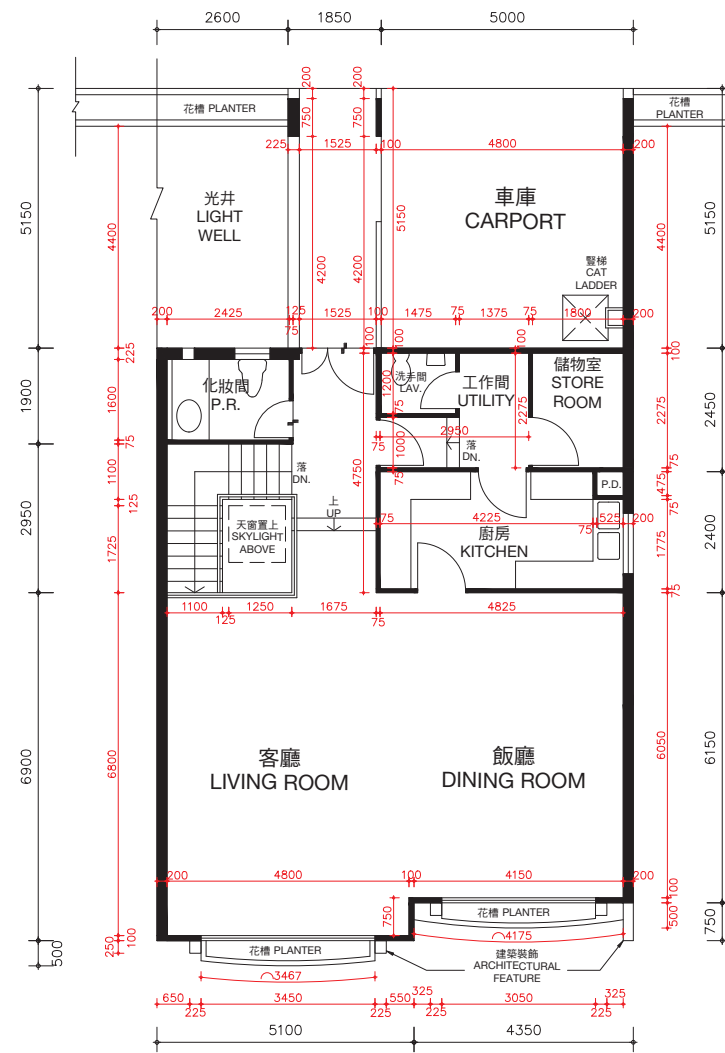 2600 1850 5000
200 200
花槽 PLANTER
花槽
PLANTER
750 750
225 1525 100 4800 200
5150
4400
光井
LIGHT
WELL
車庫
CARPORT
5150
4400
5150
4200 4200
豎梯
CAT
LADDER
200 2425 125 1525 100 1475 75 1375 75 1800 200
75
225
100 100 100 100
1900
1600
化妝間
P.R.
1200
洗手間
LAV.
工作間
UTILITY
儲物室
STORE
ROOM
2275
2275
2450
75
75
2950
75
1000
落
DN.
落
DN.
75
75
1100
4750
475
P.D.
125
上
UP
75 4225 525 200
75
75
2950
1725
天窗置上
SKYLIGHT
ABOVE
廚房
KITCHEN
1775
2400
75
1100 1250 1675 4825
125 75
6900
6800
客廳
LIVING ROOM
飯廳
DINING ROOM
6050
6150
200 4800 100 4150 200
100
750
花槽 PLANTER
500
750
4175
250
100
500
花槽 PLANTER
建築裝飾
ARCHITECTURAL
FEATURE
3467
650 3450 550 325 3050 325
225 225 225 225
5100 4350